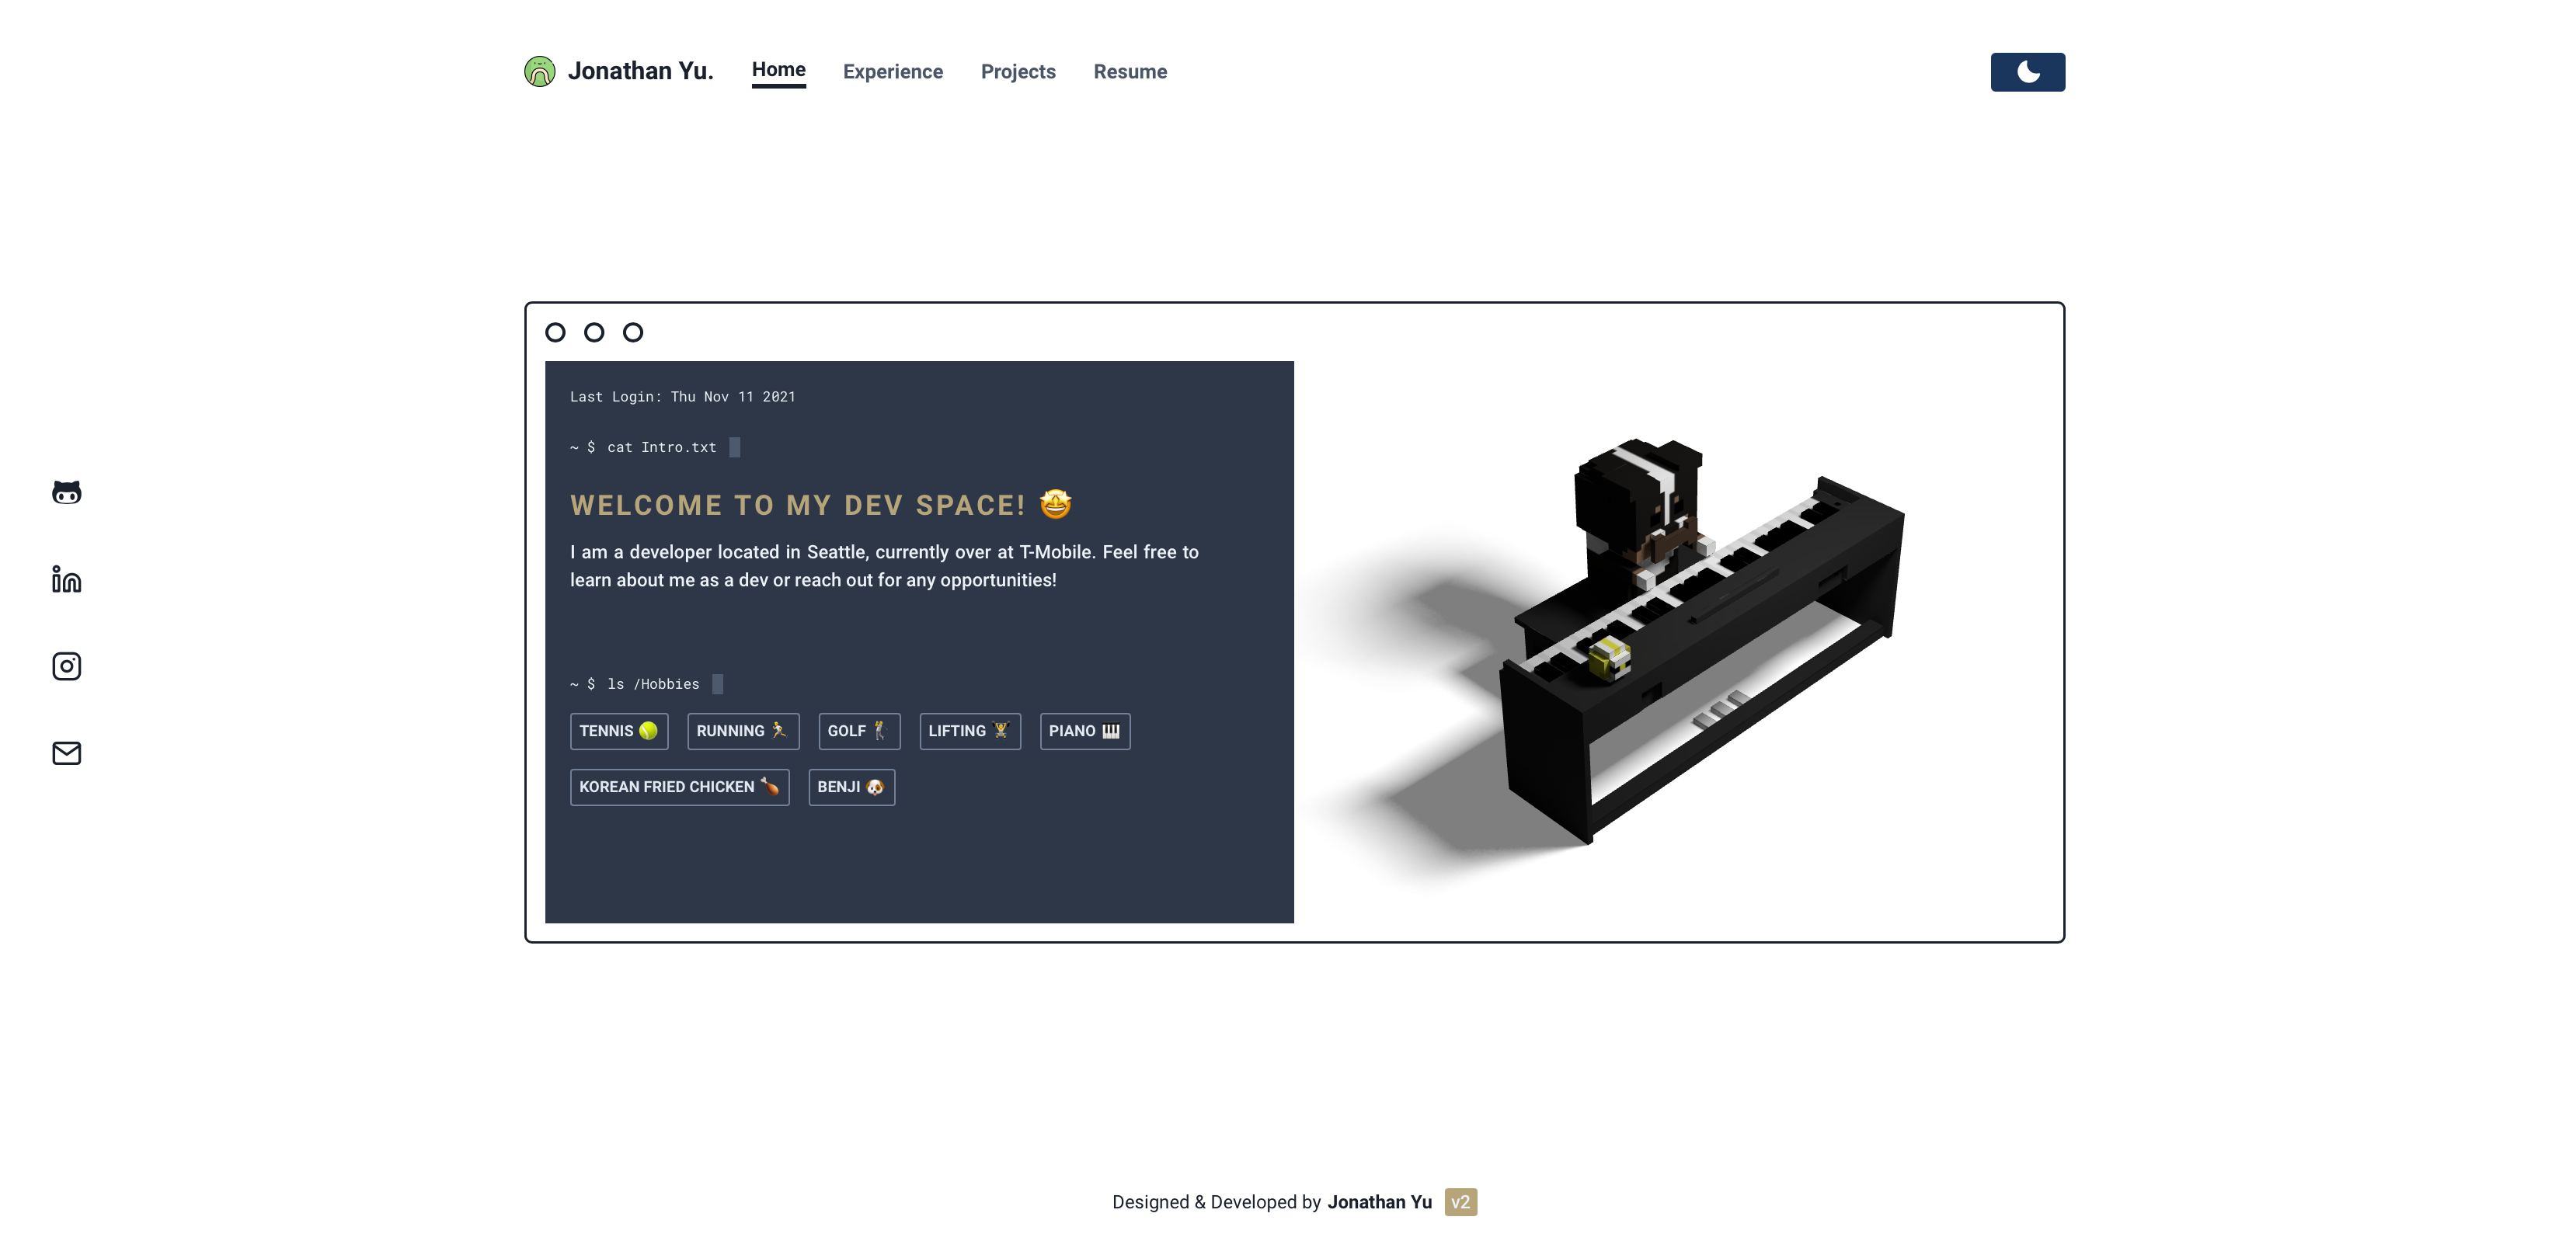 Jonathan Yu. Home Experience Projects Resume
Last Login: Thu Nov 11 2021
~ $ cat Intro.txt
WELCOME TO MY DEV SPACE! 🤩
I am a developer located in Seattle, currently over at T-Mobile. Feel free to
learn about me as a dev or reach out for any opportunities!
~ $ ls /Hobbies
TENNIS 🎾 RUNNING 🏃 GOLF 🏌 LIFTING 🏋 PIANO 🎹
KOREAN FRIED CHICKEN 🍗 BENJI 🐶
Designed & Developed by Jonathan Yu v2